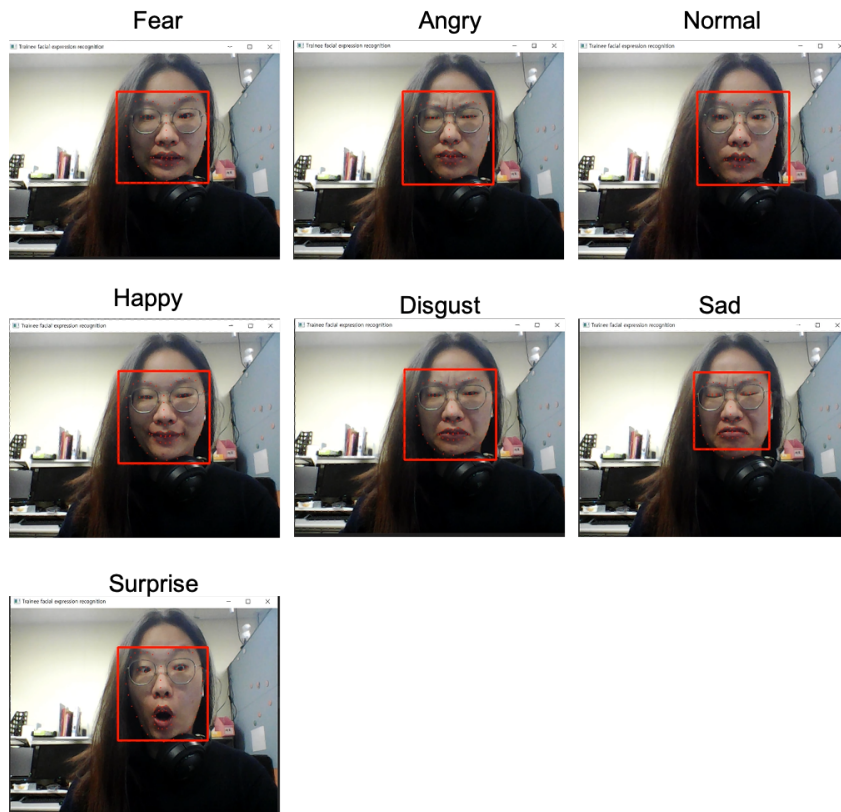 Fear
Angry
Normal
Trainee facial expression recognition
Trainee facial expression recognition
Trainee facial expression recognition
Happy
Disgust
Sad
Trainee facial expression recognition
Trainee facial expression recognition
Trainee facial expression recognition
Surprise
Trainee facial expression recognition